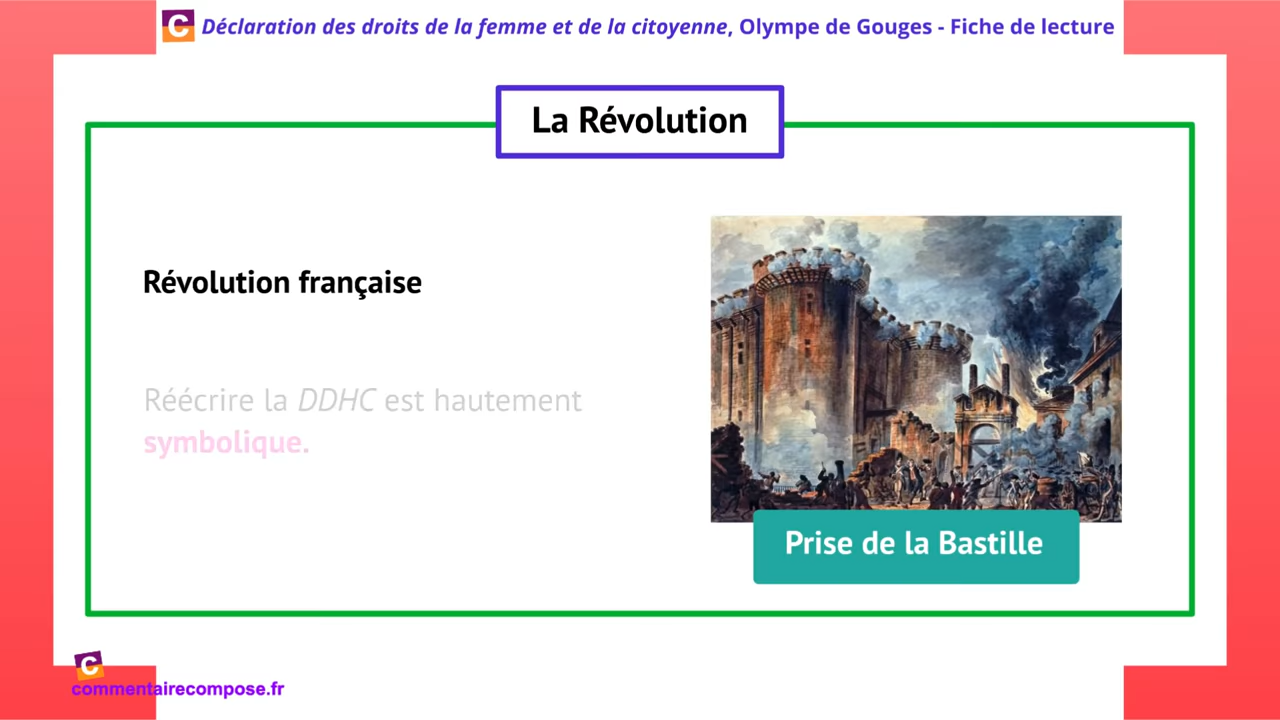 C Déclaration des droits de la femme et de la citoyenne, Olympe de Gouges - Fiche de lecture
La Révolution
Révolution française
Réécrire la DDHC est hautement
symbolique.
Prise de la Bastille
C
commentairecompose.fr